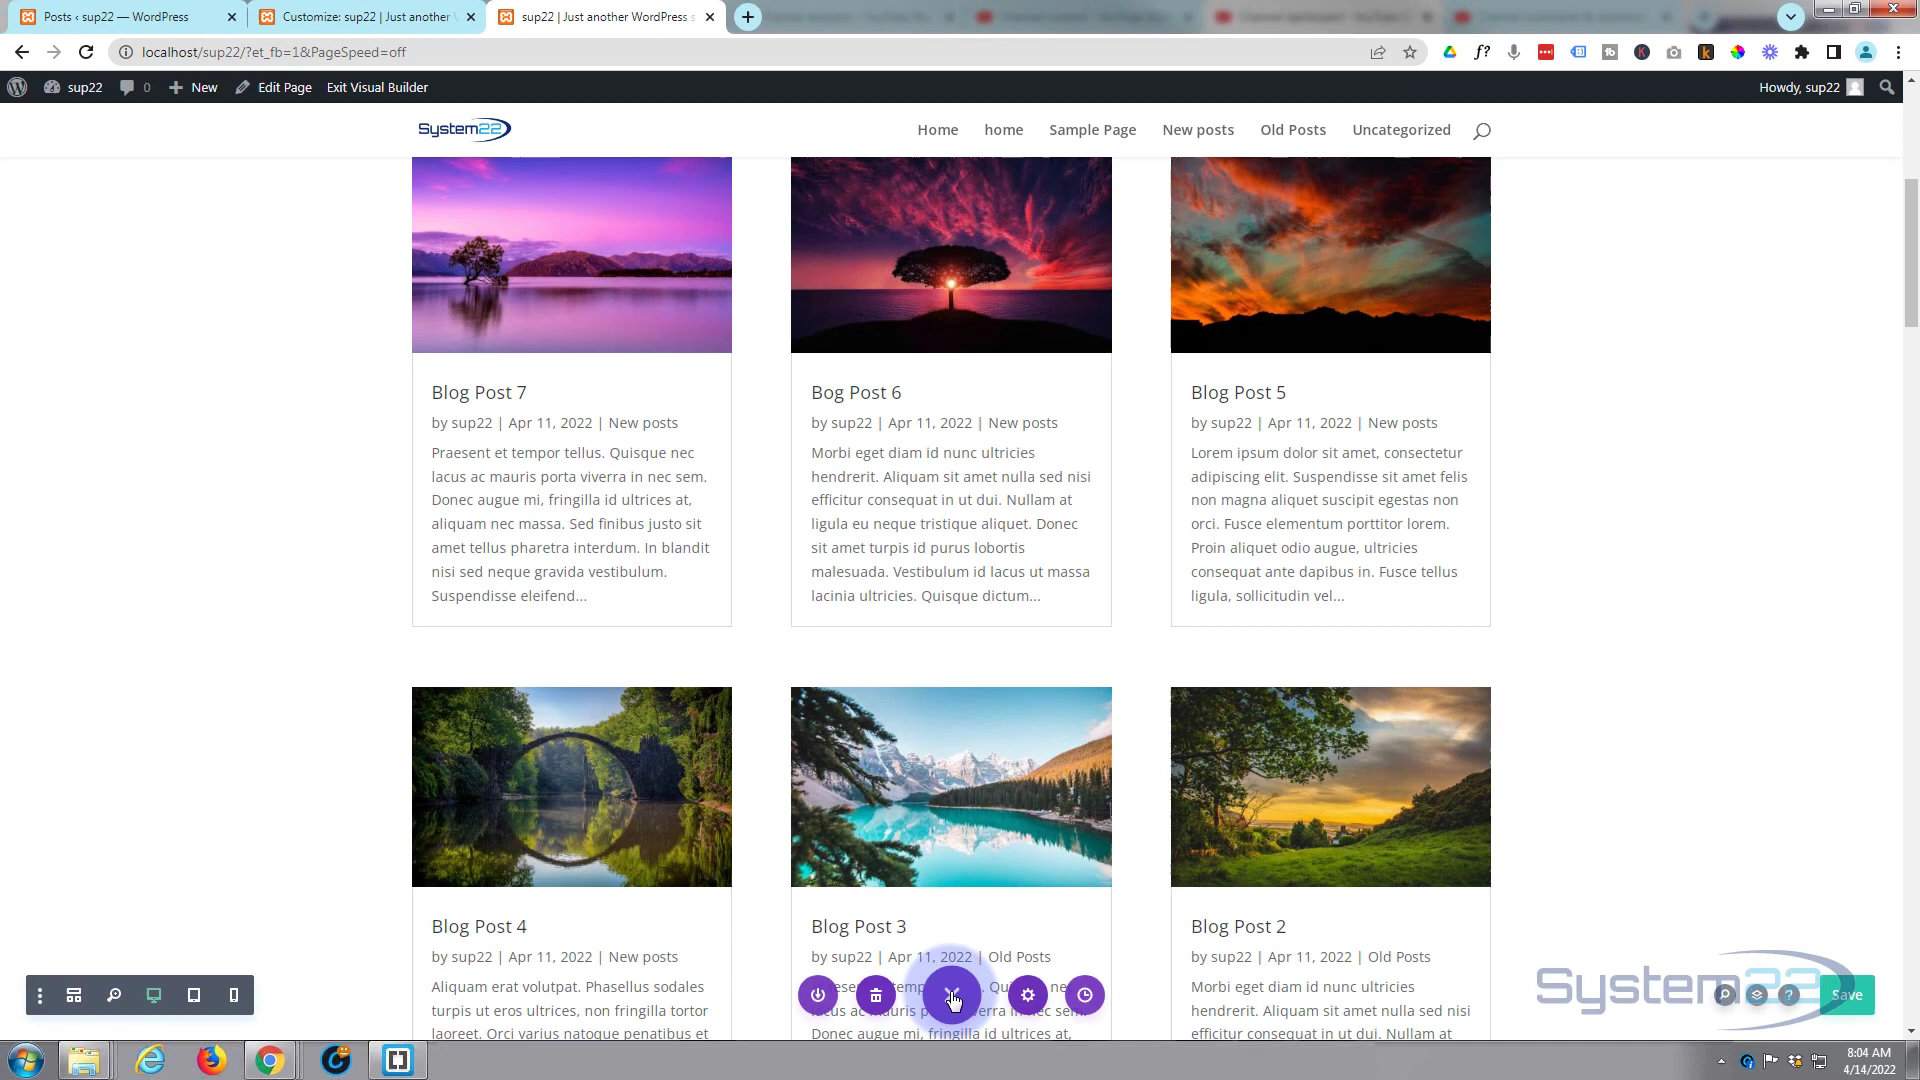 Posts ‹ sup22 — WordPress
Customize: sup22 | Just another
sup22 | Just another WordPress s
localhost/sup22/?et_fb=1&PageSpeed=off
sup22
0
New
Edit Page
Exit Visual Builder
Howdy, sup22
System22
Home
home
Sample Page
New posts
Old Posts
Uncategorized
Blog Post 7
by sup22 | Apr 11, 2022 | New posts
Praesent et tempor tellus. Quisque nec
lacus ac mauris porta viverra in nec sem.
Donec augue mi, fringilla id ultrices at,
aliquam nec massa. Sed finibus justo sit
amet tellus pharetra interdum. In blandit
nisi sed neque gravida vestibulum.
Suspendisse eleifend...
Bog Post 6
by sup22 | Apr 11, 2022 | New posts
Morbi eget diam id nunc ultricies
hendrerit. Aliquam sit amet nulla sed nisi
efficitur consequat in ut dui. Nullam at
ligula eu neque tristique aliquet. Donec
sit amet turpis id purus lobortis
malesuada. Vestibulum id lacus ut massa
lacinia ultricies. Quisque dictum...
Blog Post 5
by sup22 | Apr 11, 2022 | New posts
Lorem ipsum dolor sit amet, consectetur
adipiscing elit. Suspendisse sit amet felis
non magna aliquet suscipit egestas non
orci. Fusce elementum porttitor lorem.
Proin aliquet odio augue, ultricies
consequat ante dapibus in. Fusce tellus
ligula, sollicitudin vel...
Blog Post 4
by sup22 | Apr 11, 2022 | New posts
Aliquam erat volutpat. Phasellus sodales
turpis ut eros ultrices, non fringilla tortor
laoreet. Orci varius natoque penatibus et
Blog Post 3
by sup22 | Apr 11, 2022 | Old Posts
lacus ac mauris
Donec augue mi, fringilla id ultrices at,
Blog Post 2
by sup22 | Apr 11, 2022 | Old Posts
Morbi eget diam id nunc ultricies
hendrerit. Aliquam sit amet nulla sed nisi
efficitur consequat in ut dui. Nullam at
System22
Save
8:04 AM
4/14/2022